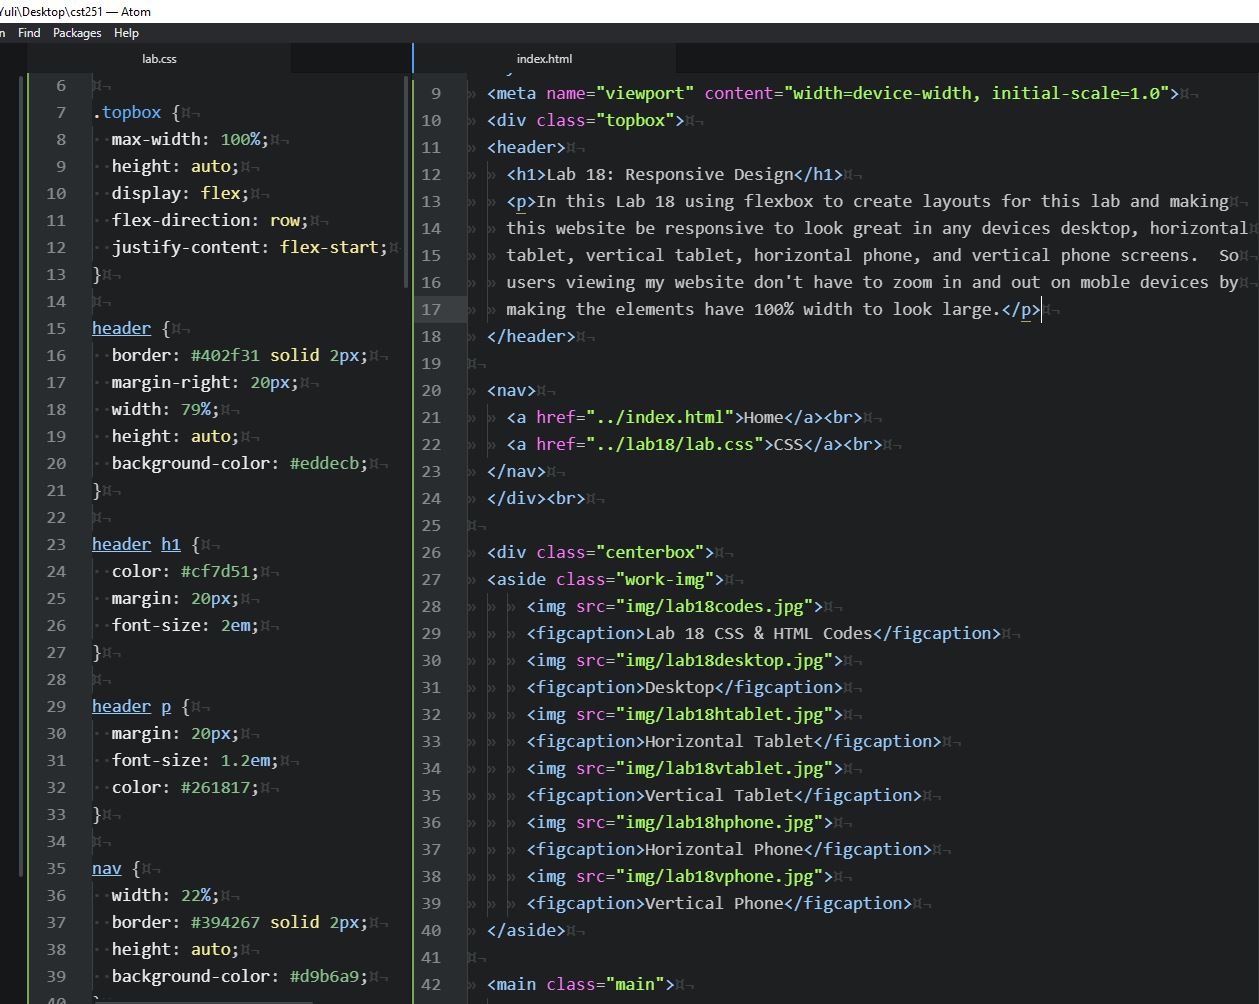 Yuli\Desktop\cst251 — Atom
n Find Packages Help
lab.css
6
7 .topbox {
8 max-width: 100%;
9 height: auto;
10 display: flex;
11 flex-direction: row;
12 justify-content: flex-start;
13 }
14
15 header {
16 border: #402f31 solid 2px;
17 margin-right: 20px;
18 width: 79%;
19 height: auto;
20 background-color: #eddecb;
21 }
22
23 header h1 {
24 color: #cf7d51;
25 margin: 20px;
26 font-size: 2em;
27 }
28
29 header p {
30 margin: 20px;
31 font-size: 1.2em;
32 color: #261817;
33 }
34
35 nav {
36 width: 22%;
37 border: #394267 solid 2px;
38 height: auto;
39 background-color: #d9b6a9;
40 }
index.html
9 <meta name="viewport" content="width=device-width, initial-scale=1.0">
10 <div class="topbox">
11 <header>
12 <h1>Lab 18: Responsive Design</h1>
13 <p>In this Lab 18 using flexbox to create layouts for this lab and making
14 this website be responsive to look great in any devices desktop, horizontal
15 tablet, vertical tablet, horizontal phone, and vertical phone screens.  So
16 users viewing my website don't have to zoom in and out on moble devices by
17 making the elements have 100% width to look large.</p>
18 </header>
19
20 <nav>
21 <a href="../index.html">Home</a><br>
22 <a href="../lab18/lab.css">CSS</a><br>
23 </nav>
24 </div><br>
25
26 <div class="centerbox">
27 <aside class="work-img">
28 <img src="img/lab18codes.jpg">
29 <figcaption>Lab 18 CSS & HTML Codes</figcaption>
30 <img src="img/lab18desktop.jpg">
31 <figcaption>Desktop</figcaption>
32 <img src="img/lab18htablet.jpg">
33 <figcaption>Horizontal Tablet</figcaption>
34 <img src="img/lab18vtablet.jpg">
35 <figcaption>Vertical Tablet</figcaption>
36 <img src="img/lab18hphone.jpg">
37 <figcaption>Horizontal Phone</figcaption>
38 <img src="img/lab18vphone.jpg">
39 <figcaption>Vertical Phone</figcaption>
40 </aside>
41
42 <main class="main">